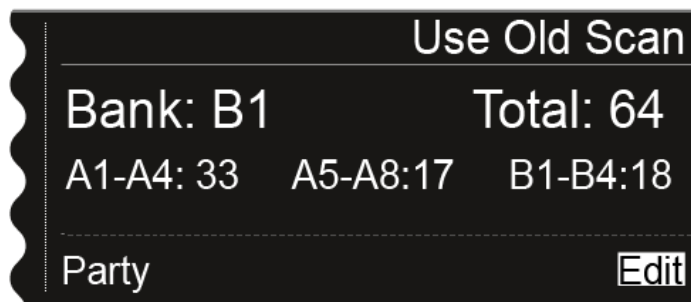 Use Old Scan
Bank: B1 Total: 64
A1-A4: 33 A5-A8:17 B1-B4:18
Party Edit